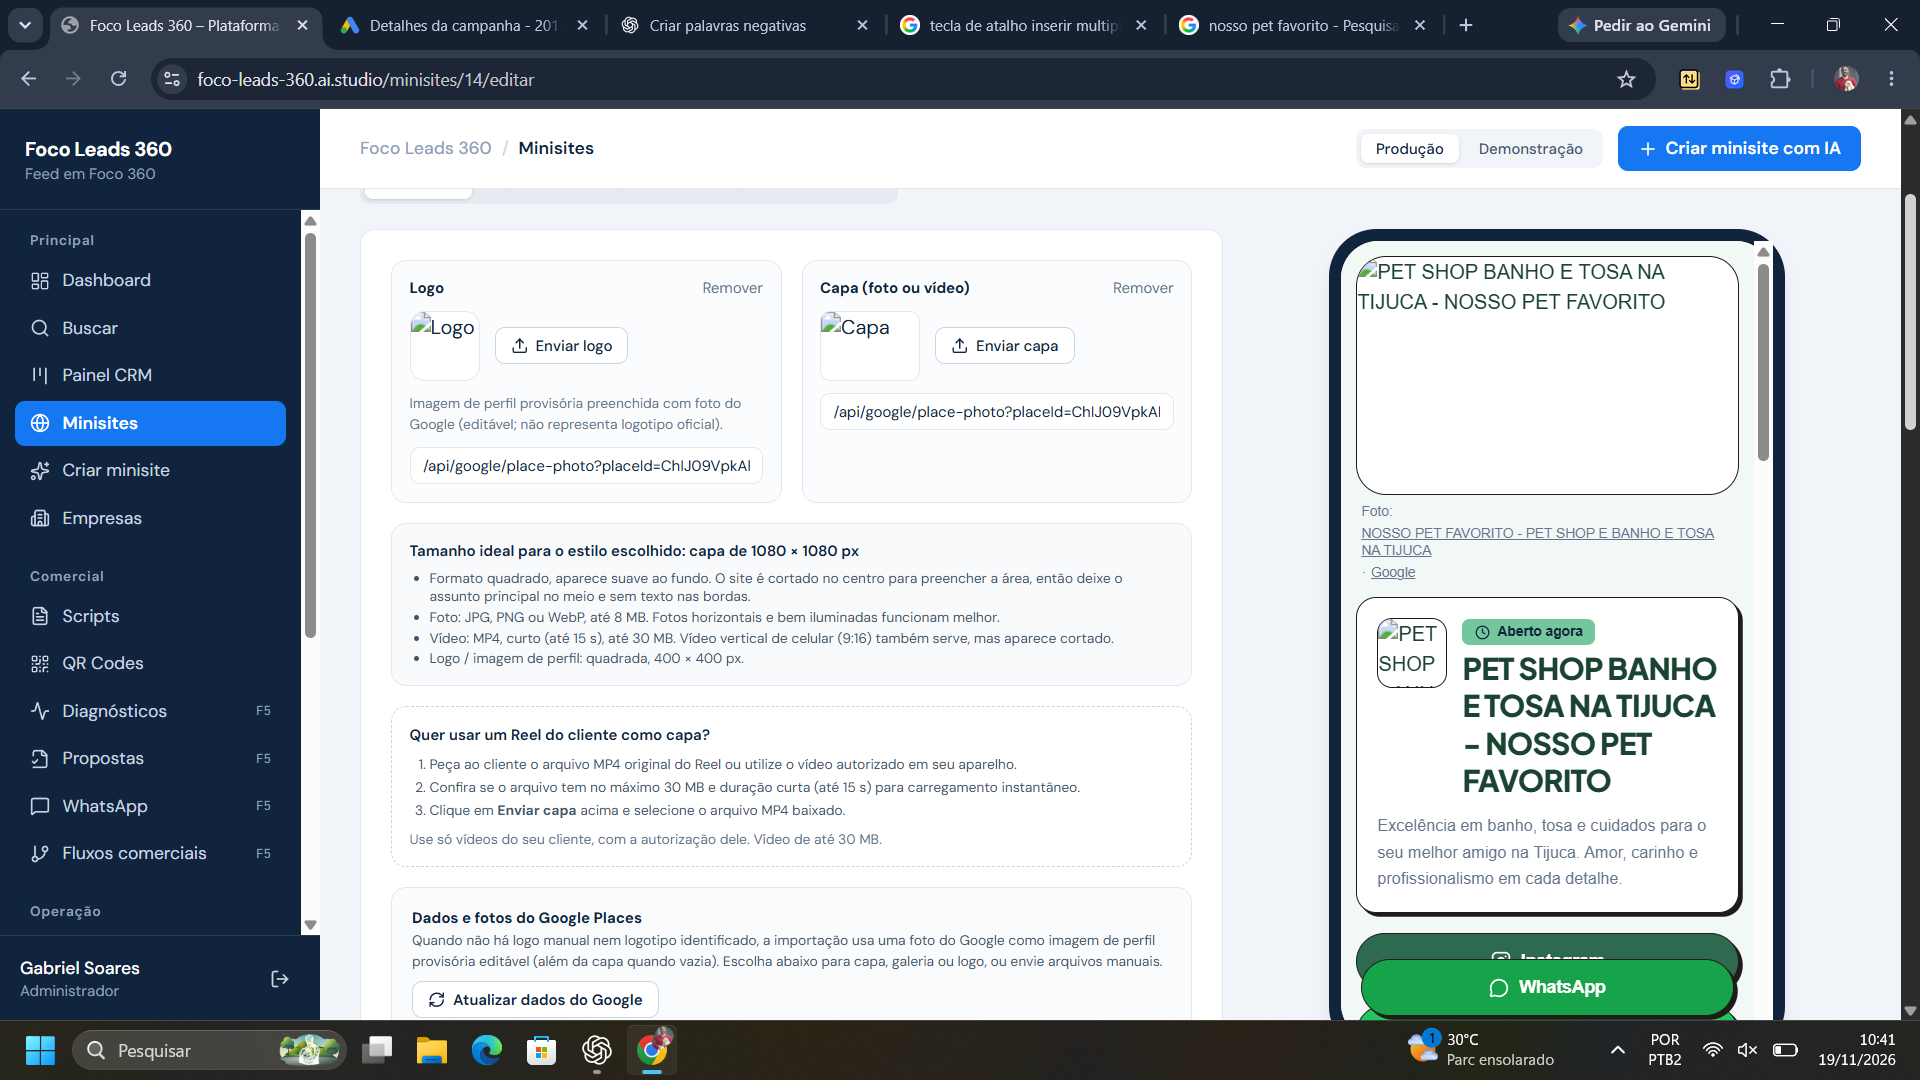 Foco Leads 360 – Plataforma
Detalhes da campanha - 201
Criar palavras negativas
tecla de atalho inserir multip
nosso pet favorito - Pesquisa
Pedir ao Gemini
foco-leads-360.ai.studio/minisites/14/editar
Foco Leads 360
Feed em Foco 360
Principal
Dashboard
Buscar
Painel CRM
Minisites
Criar minisite
Empresas
Comercial
Scripts
QR Codes
Diagnósticos F5
Propostas F5
WhatsApp F5
Fluxos comerciais F5
Operação
Gabriel Soares
Administrador
Foco Leads 360 / Minisites
Produção
Demonstração
+ Criar minisite com IA
Logo
Remover
Logo
Enviar logo
Imagem de perfil provisória preenchida com foto do
Google (editável; não representa logotipo oficial).
/api/google/place-photo?placeId=ChIJ09VpkAI
Capa (foto ou vídeo)
Remover
Capa
Enviar capa
/api/google/place-photo?placeId=ChIJ09VpkAI
Tamanho ideal para o estilo escolhido: capa de 1080 × 1080 px
• Formato quadrado, aparece suave ao fundo. O site é cortado no centro para preencher a área, então deixe o
assunto principal no meio e sem texto nas bordas.
• Foto: JPG, PNG ou WebP, até 8 MB. Fotos horizontais e bem iluminadas funcionam melhor.
• Vídeo: MP4, curto (até 15 s), até 30 MB. Vídeo vertical de celular (9:16) também serve, mas aparece cortado.
• Logo / imagem de perfil: quadrada, 400 × 400 px.
Quer usar um Reel do cliente como capa?
1. Peça ao cliente o arquivo MP4 original do Reel ou utilize o vídeo autorizado em seu aparelho.
2. Confira se o arquivo tem no máximo 30 MB e duração curta (até 15 s) para carregamento instantâneo.
3. Clique em Enviar capa acima e selecione o arquivo MP4 baixado.
Use só vídeos do seu cliente, com a autorização dele. Vídeo de até 30 MB.
Dados e fotos do Google Places
Quando não há logo manual nem logotipo identificado, a importação usa uma foto do Google como imagem de perfil
provisória editável (além da capa quando vazia). Escolha abaixo para capa, galeria ou logo, ou envie arquivos manuais.
Atualizar dados do Google
PET SHOP BANHO E TOSA NA
TIJUCA - NOSSO PET FAVORITO
Foto:
NOSSO PET FAVORITO - PET SHOP E BANHO E TOSA
NA TIJUCA
· Google
PET
SHOP
Aberto agora
PET SHOP BANHO
E TOSA NA TIJUCA
- NOSSO PET
FAVORITO
Excelência em banho, tosa e cuidados para o
seu melhor amigo na Tijuca. Amor, carinho e
profissionalismo em cada detalhe.
Instagram
WhatsApp
Pesquisar
1
30°C
Parc ensolarado
POR
PTB2
10:41
19/11/2026